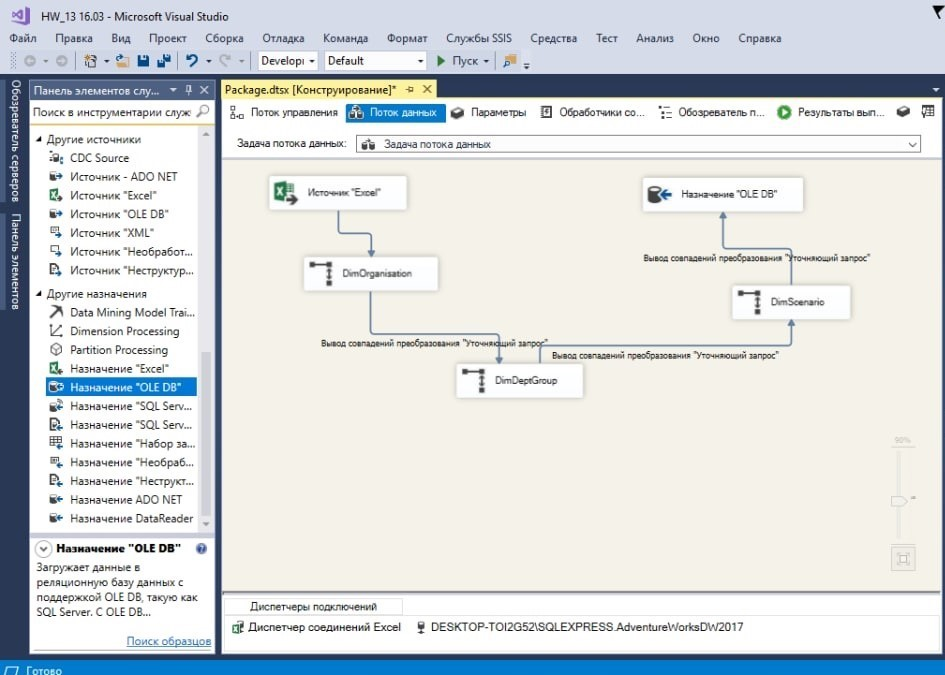 HW_13 16.03 - Microsoft Visual Studio
Файл Правка Вид Проект Сборка Отладка Команда Формат Службы SSIS Средства Тест Анализ Окно Справка
Developi Default Пуск
Обозреватель серверов
Панель элементов
Панель элементов слу...
Поиск в инструментарии служ
Другие источники
CDC Source
Источник - ADO NET
Источник "Excel"
Источник "OLE DB"
Источник "XML"
Источник "Необработ...
Источник "Неструктур...
Другие назначения
Data Mining Model Trai...
Dimension Processing
Partition Processing
Назначение "Excel"
Назначение "OLE DB"
Назначение "SQL Serv...
Назначение "SQL Serv...
Назначение "Набор за...
Назначение "Необраб...
Назначение "Неструкт...
Назначение ADO NET
Назначение DataReader
Назначение "OLE DB"
Загружает данные в
реляционную базу данных с
поддержкой OLE DB, такую как
SQL Server. С OLE DB...
Поиск образцов
Package.dtsx [Конструирование]*
Поток управления Поток данных Параметры Обработчики со... Обозреватель п... Результаты вып...
Задача потока данных: Задача потока данных
Источник "Excel"
Назначение "OLE DB"
Вывод совпадений преобразования "Уточняющий запрос"
DimOrganisation
DimScenario
Вывод совпадений преобразования "Уточняющий запрос"
Вывод совпадений преобразования "Уточняющий запрос"
DimDeptGroup
90%
Диспетчеры подключений
Диспетчер соединений Excel DESKTOP-TOI2G52\SQLEXPRESS.AdventureWorksDW2017
Готово